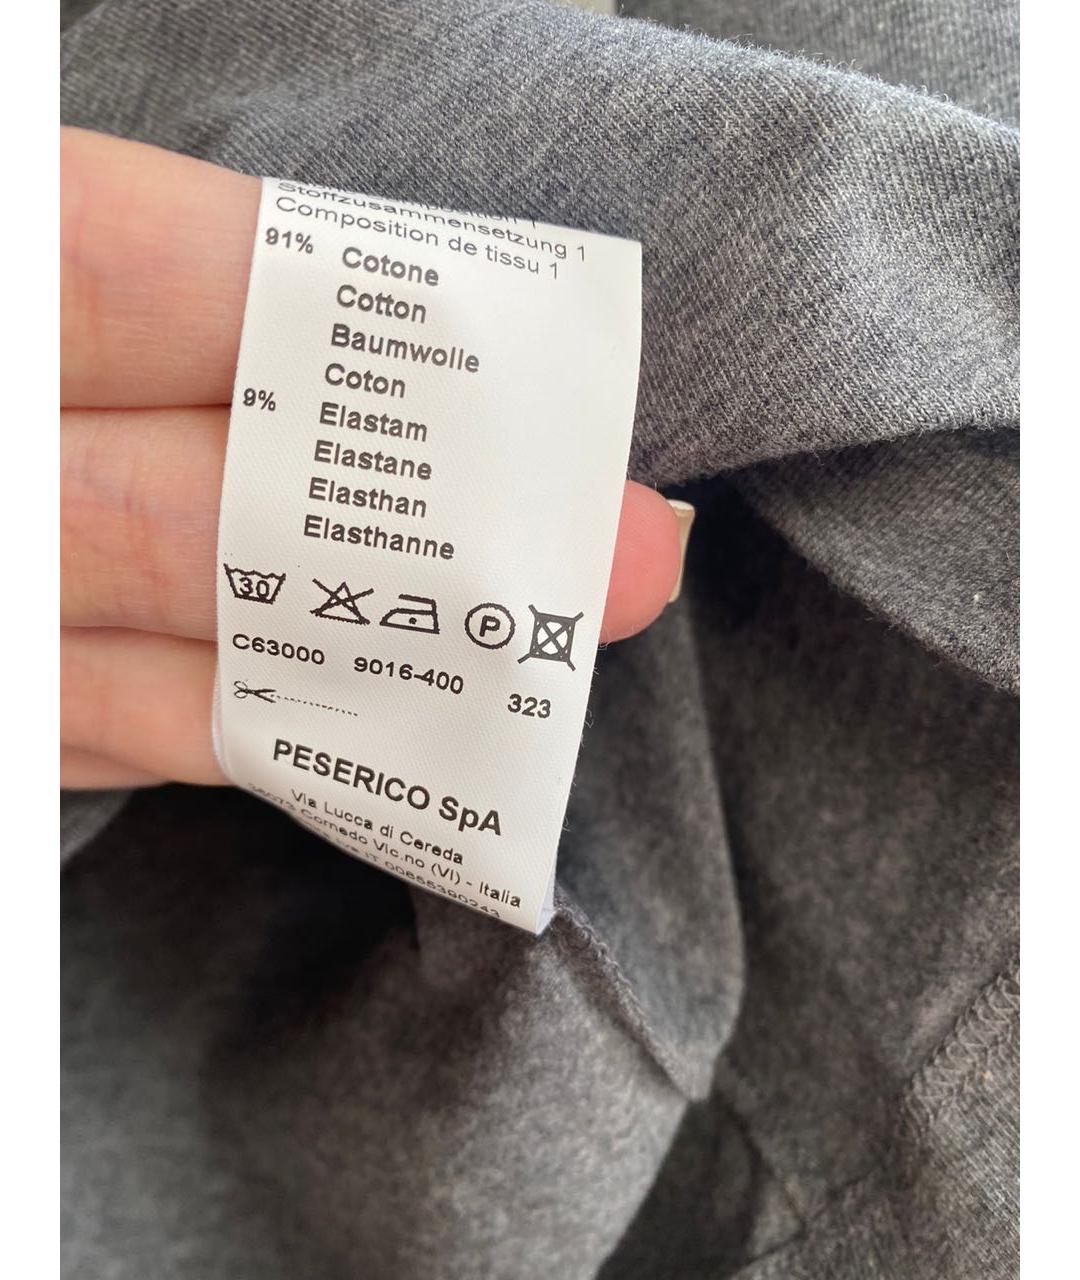 Stoffzusammensetzung 1
Composition de tissu 1
91% Cotone
Cotton
Baumwolle
Coton
9% Elastam
Elastane
Elasthan
Elasthanne
30 P
C63000 9016-400 323
PESERICO SpA
Via Lucca di Cereda
Cornedo Vic.no (VI) - Italia